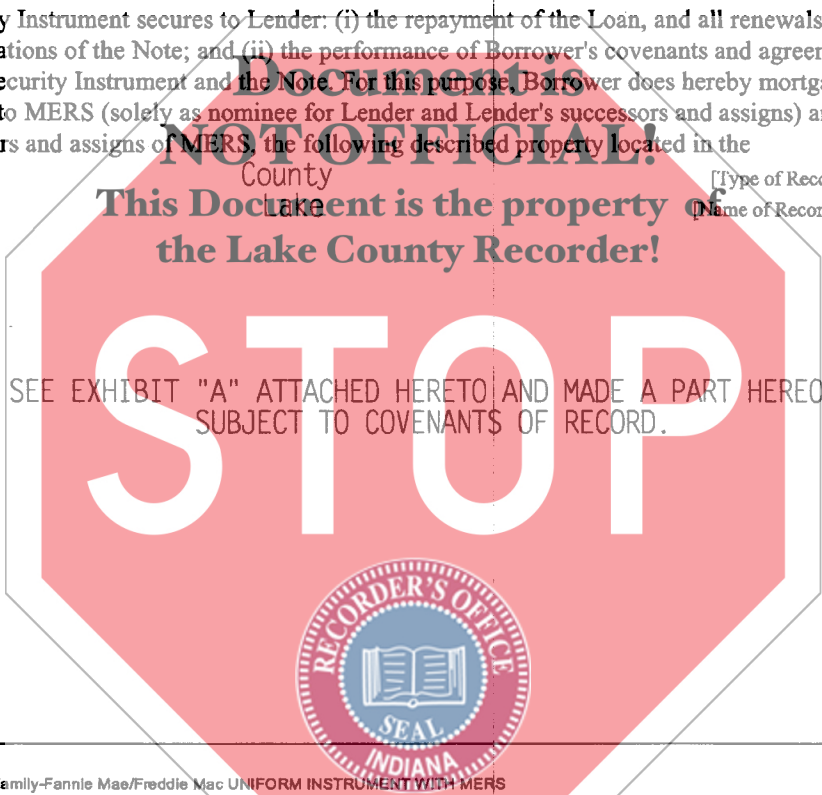 y Instrument secures to Lender: (i) the repayment of the Loan, and all renewals
ations of the Note; and (ii) the performance of Borrower's covenants and agreem
ecurity Instrument and the Note. For this purpose, Borrower does hereby mortga
to MERS (solely as nominee for Lender and Lender's successors and assigns) an
rs and assigns of MERS, the following described property located in the
County [Type of Reco
Lake [Name of Recor
Document is
NOT OFFICIAL!
This Document is the property of
the Lake County Recorder!
STOP
SEE EXHIBIT "A" ATTACHED HERETO AND MADE A PART HEREO
SUBJECT TO COVENANTS OF RECORD.
RECORDER'S OFFICE
SEAL
INDIANA
amily-Fannie Mae/Freddie Mac UNIFORM INSTRUMENT WITH MERS